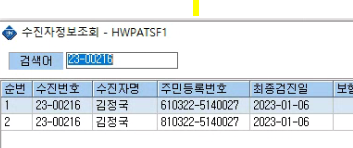 수진자정보조회 - HWPATSF1
검색어 23-00216
순번 수진번호 수진자명 주민등록번호 최종검진일 보험
1 23-00216 김정국 610322-5140027 2023-01-06
2 23-00216 김정국 810322-5140027 2023-01-06